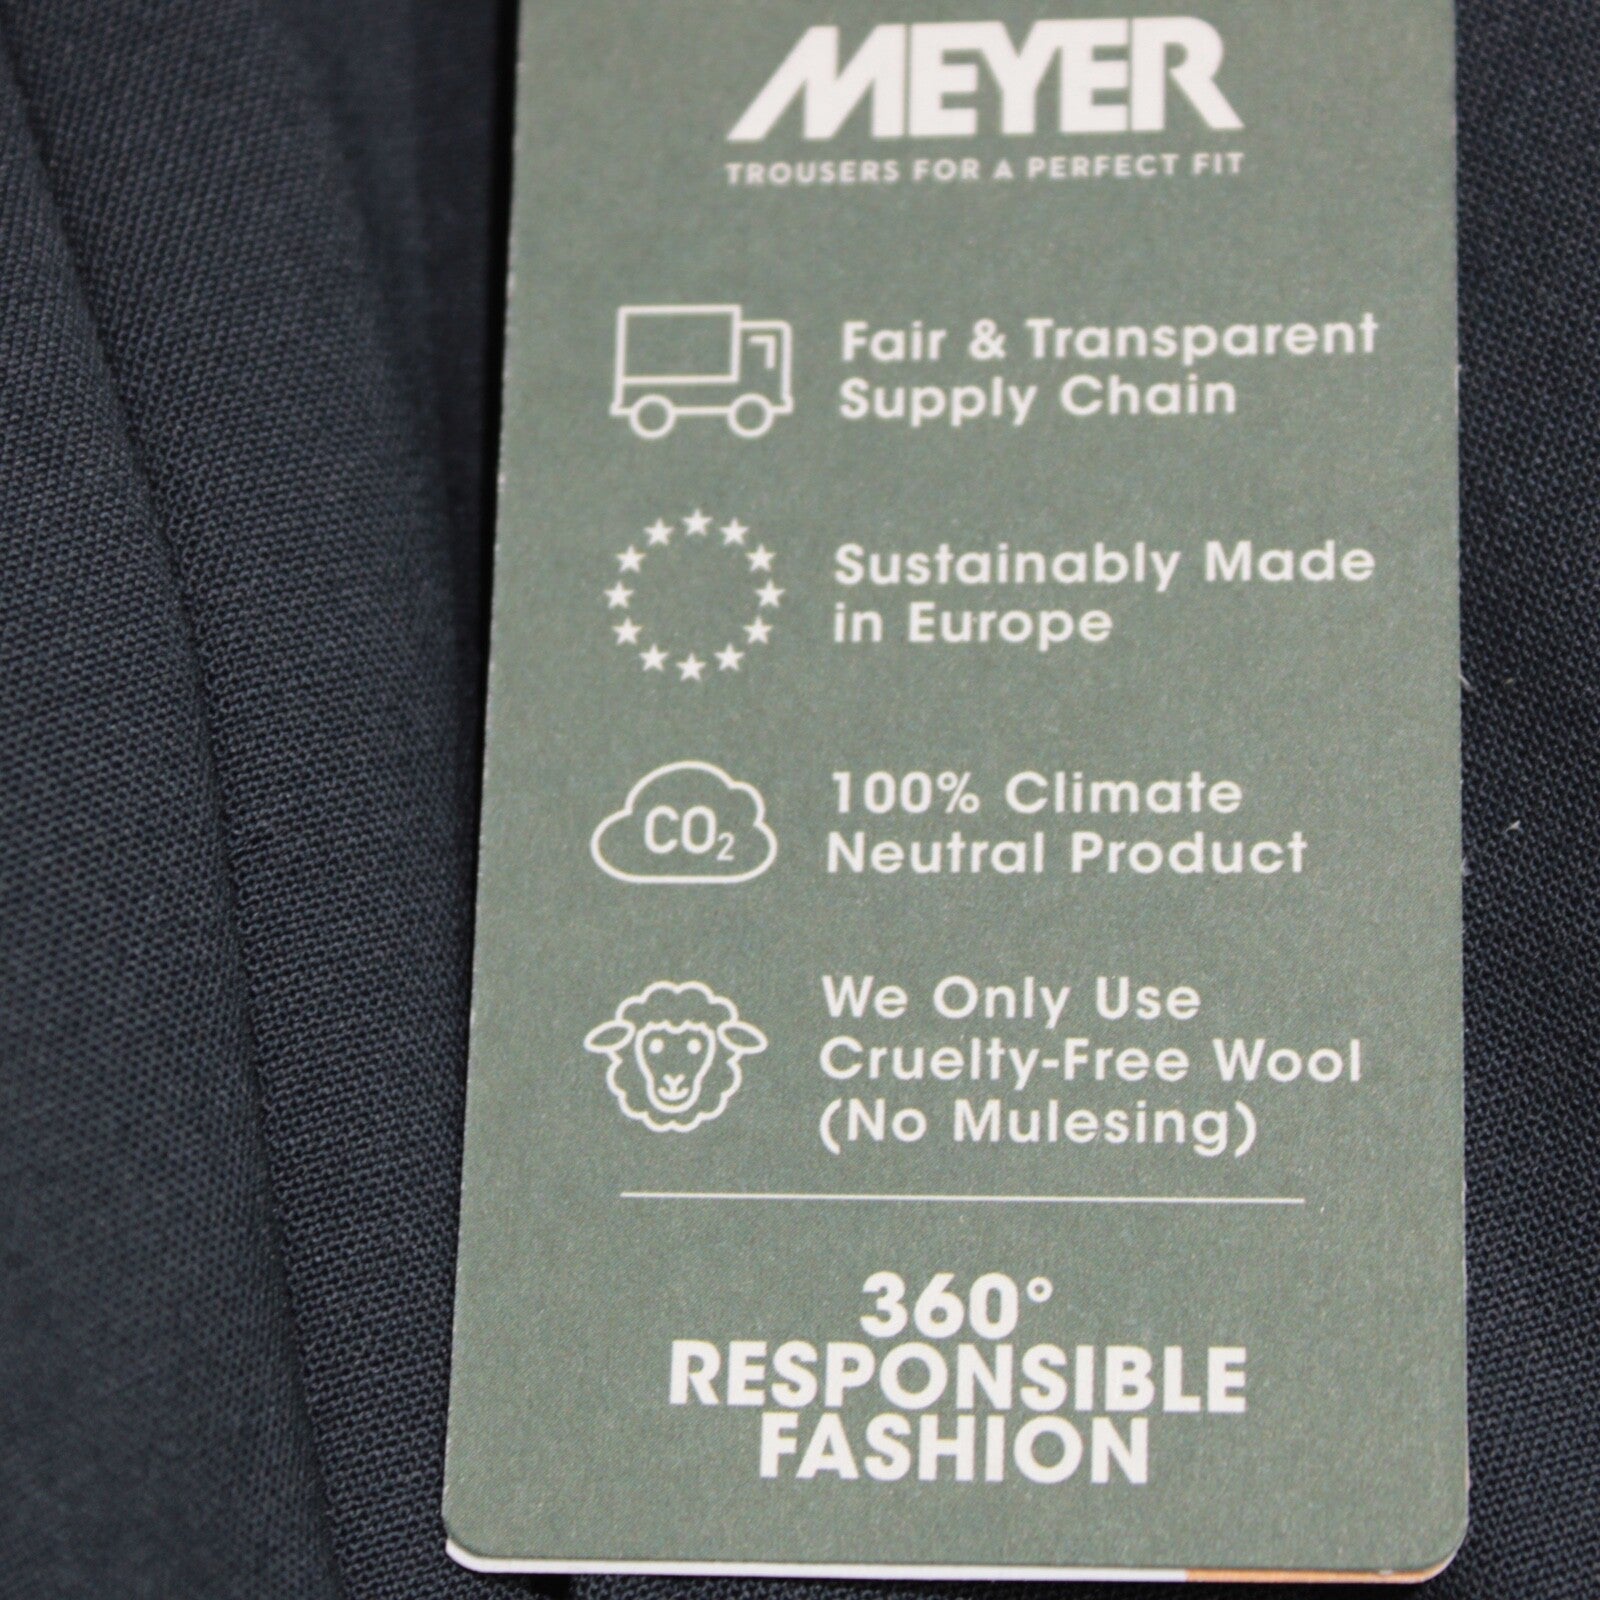 MEYER
TROUSERS FOR A PERFECT FIT
Fair & Transparent
Supply Chain
Sustainably Made
in Europe
CO₂
100% Climate
Neutral Product
We Only Use
Cruelty-Free Wool
(No Mulesing)
360°
RESPONSIBLE
FASHION